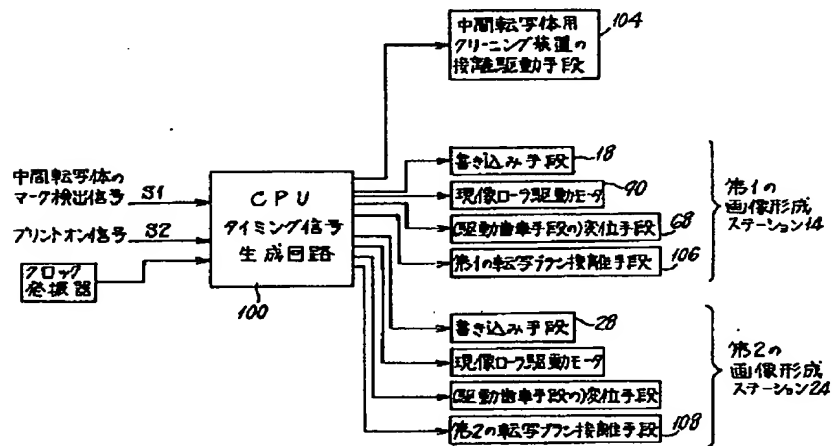 中間転写体用
クリーニング装置の
接離駆動手段
104
中間転写体の
マーク検出信号
S1
プリントオン信号
S2
クロック
発振器
CPU
タイミング信号
生成回路
100
書き込み手段
18
現像ローラ駆動モータ
90
(駆動歯車手段の)変位手段
68
第1の転写ブラシ接離手段
106
第1の
画像形成
ステーション14
書き込み手段
28
現像ローラ駆動モータ
(駆動歯車手段の)変位手段
第2の転写ブラシ接離手段
108
第2の
画像形成
ステーション24